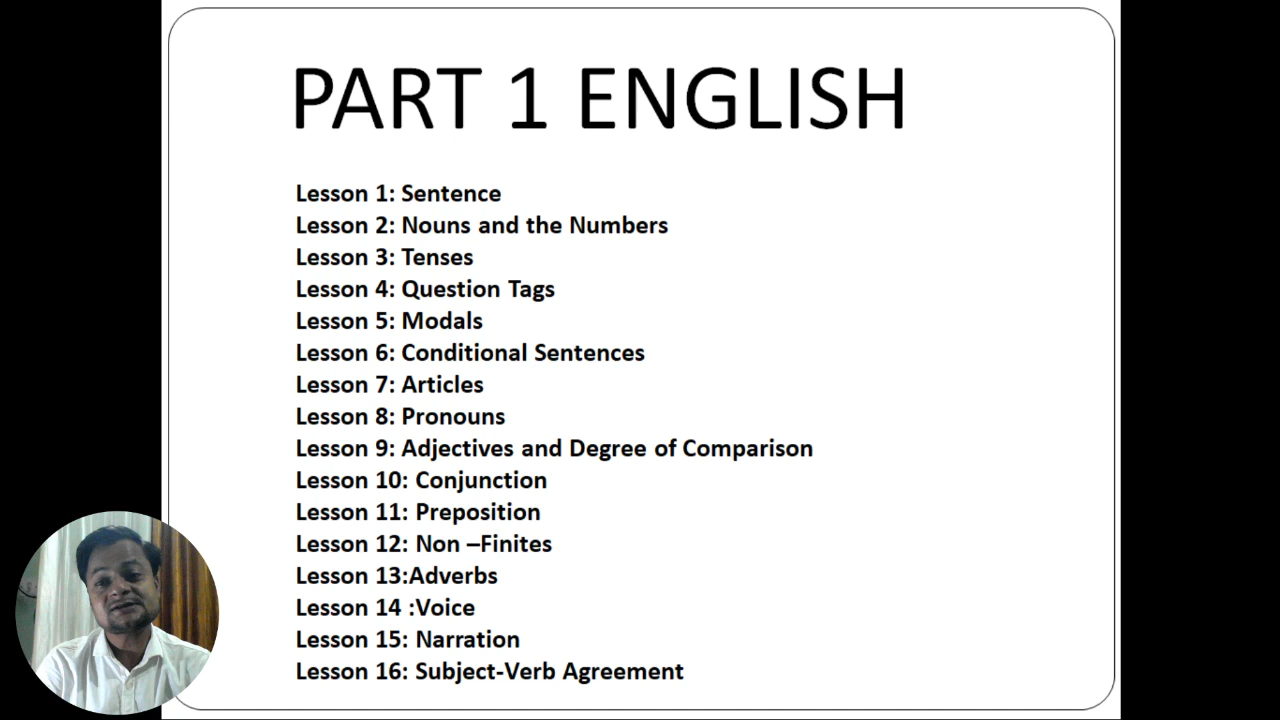 PART 1 ENGLISH
Lesson 1: Sentence
Lesson 2: Nouns and the Numbers
Lesson 3: Tenses
Lesson 4: Question Tags
Lesson 5: Modals
Lesson 6: Conditional Sentences
Lesson 7: Articles
Lesson 8: Pronouns
Lesson 9: Adjectives and Degree of Comparison
Lesson 10: Conjunction
Lesson 11: Preposition
Lesson 12: Non –Finites
Lesson 13:Adverbs
Lesson 14 :Voice
Lesson 15: Narration
Lesson 16: Subject-Verb Agreement